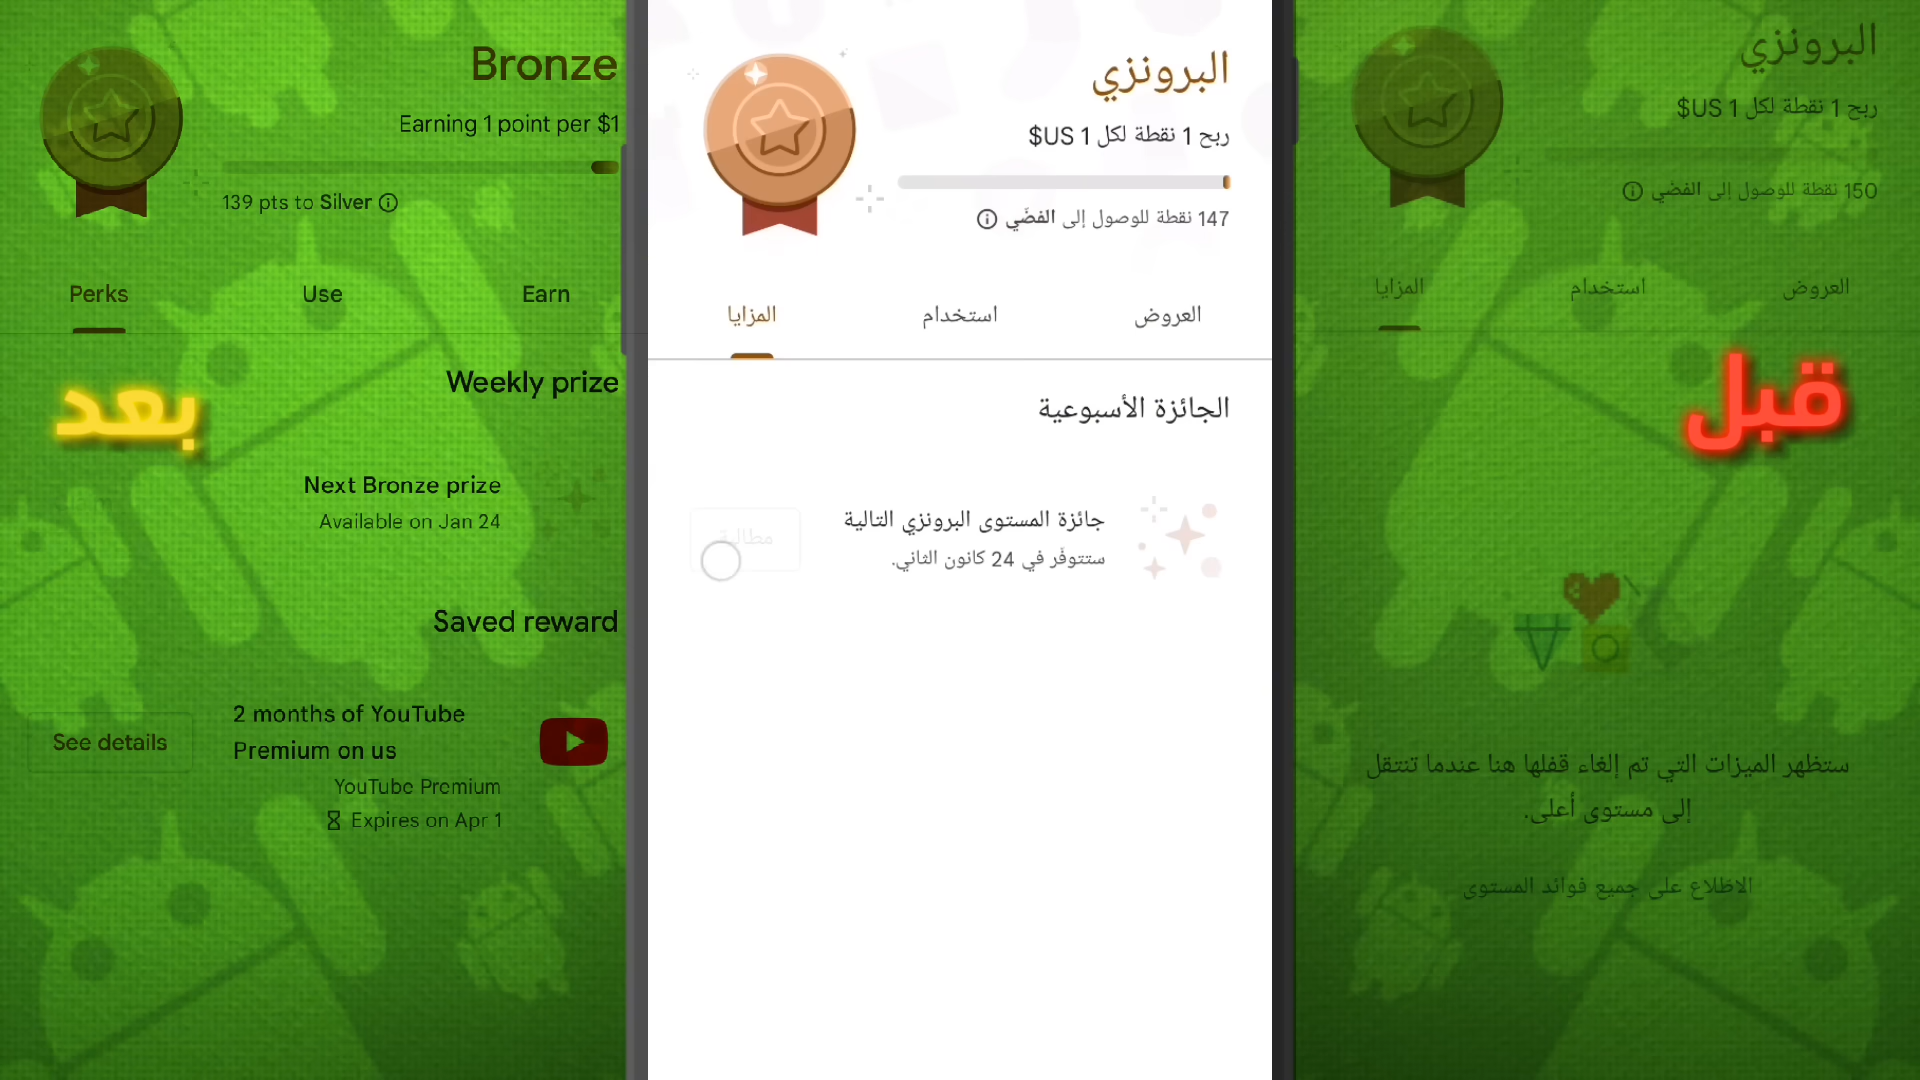 Bronze
Earning 1 point per $1
139 pts to Silver
Perks
Use
Earn
Weekly prize
بعد
Next Bronze prize
Available on Jan 24
Saved reward
2 months of YouTube
Premium on us
See details
YouTube Premium
Expires on Apr 1
البرونزي
ربح 1 نقطة لكل 1 US$
147 نقطة للوصول إلى الفضّي
العروض
استخدام
المزايا
الجائزة الأسبوعية
جائزة المستوى البرونزي التالية
ستتوفّر في 24 كانون الثاني.
مطالبة
البرونزي
ربح 1 نقطة لكل 1 US$
150 نقطة للوصول إلى الفضّي
العروض
استخدام
المزايا
قبل
ستظهر الميزات التي تم إلغاء قفلها هنا عندما تنتقل
إلى مستوى أعلى.
الاطّلاع على جميع فوائد المستوى